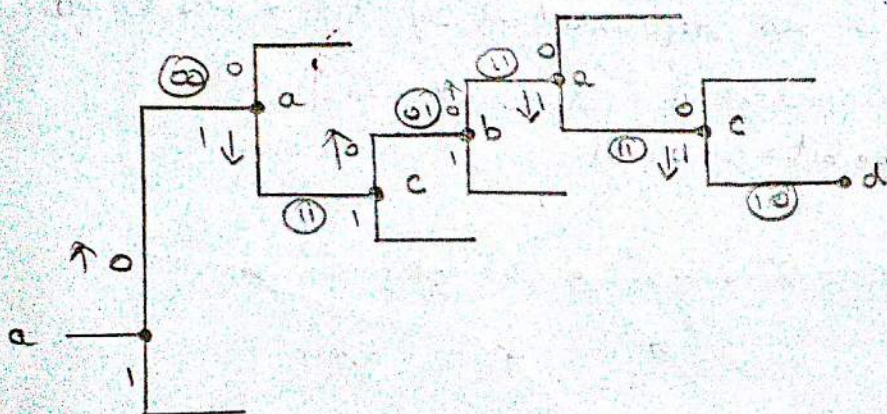 00 0 a 1 ↓
↑ 0
a
1
11
↑ 0 c 1
01 0 ↑ b 1
11 ↓ 1
0 a
11 ↓ 1
0 c
10 d